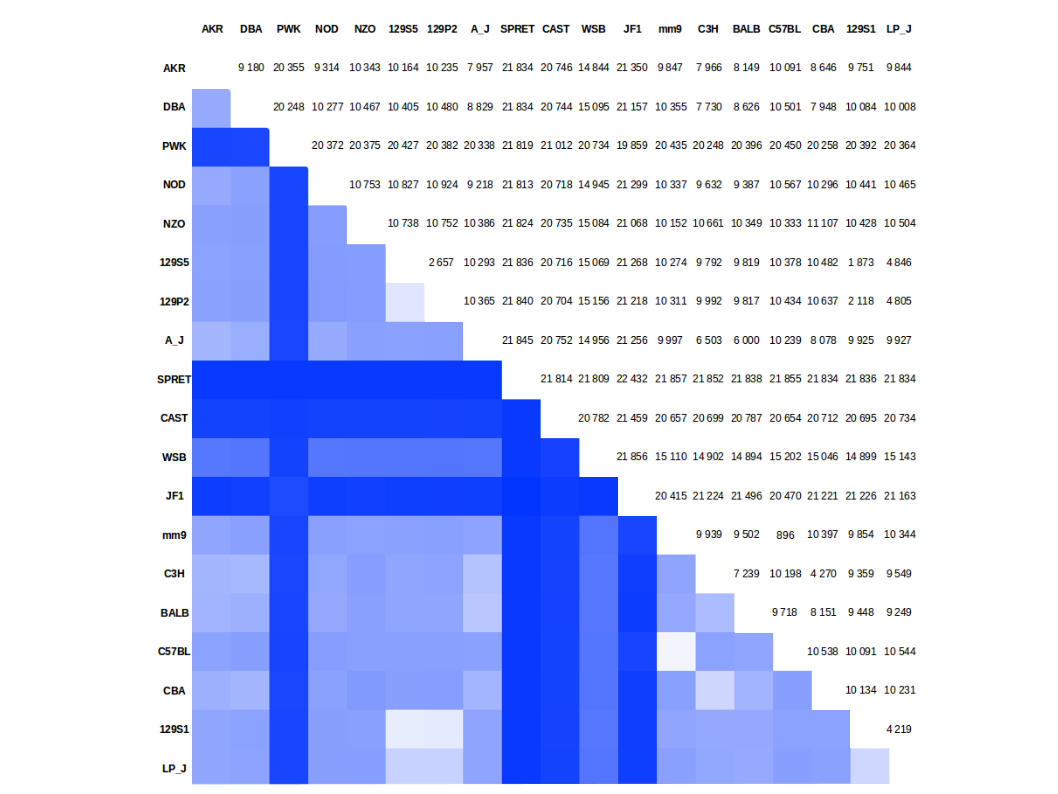 AKR DBA PWK NOD NZO 129S5 129P2 A_J SPRET CAST WSB JF1 mm9 C3H BALB C57BL CBA 129S1 LP_J
AKR 9 180 20 355 9 314 10 343 10 164 10 235 7 957 21 834 20 746 14 844 21 350 9 847 7 966 8 149 10 091 8 646 9 751 9 844
DBA 20 248 10 277 10 467 10 405 10 480 8 829 21 834 20 744 15 095 21 157 10 355 7 730 8 626 10 501 7 948 10 084 10 008
PWK 20 372 20 375 20 427 20 382 20 338 21 819 21 012 20 734 19 859 20 435 20 248 20 396 20 450 20 258 20 392 20 364
NOD 10 753 10 827 10 924 9 218 21 813 20 718 14 945 21 299 10 337 9 632 9 387 10 567 10 296 10 441 10 465
NZO 10 738 10 752 10 386 21 824 20 735 15 084 21 068 10 152 10 661 10 349 10 333 11 107 10 428 10 504
129S5 2 657 10 293 21 836 20 716 15 069 21 268 10 274 9 792 9 819 10 378 10 482 1 873 4 846
129P2 10 365 21 840 20 704 15 156 21 218 10 311 9 992 9 817 10 434 10 637 2 118 4 805
A_J 21 845 20 752 14 956 21 256 9 997 6 503 6 000 10 239 8 078 9 925 9 927
SPRET 21 814 21 809 22 432 21 857 21 852 21 838 21 855 21 834 21 836 21 834
CAST 20 782 21 459 20 657 20 699 20 787 20 654 20 712 20 695 20 734
WSB 21 856 15 110 14 902 14 894 15 202 15 046 14 899 15 143
JF1 20 415 21 224 21 496 20 470 21 221 21 226 21 163
mm9 9 939 9 502 896 10 397 9 854 10 344
C3H 7 239 10 198 4 270 9 359 9 549
BALB 9 718 8 151 9 448 9 249
C57BL 10 538 10 091 10 544
CBA 10 134 10 231
129S1 4 219
LP_J